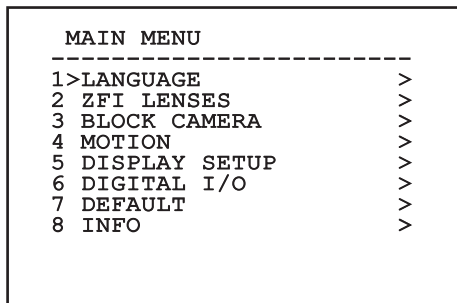 MAIN MENU
--------------------------
1>LANGUAGE >
2 ZFI LENSES >
3 BLOCK CAMERA >
4 MOTION >
5 DISPLAY SETUP >
6 DIGITAL I/O >
7 DEFAULT >
8 INFO >